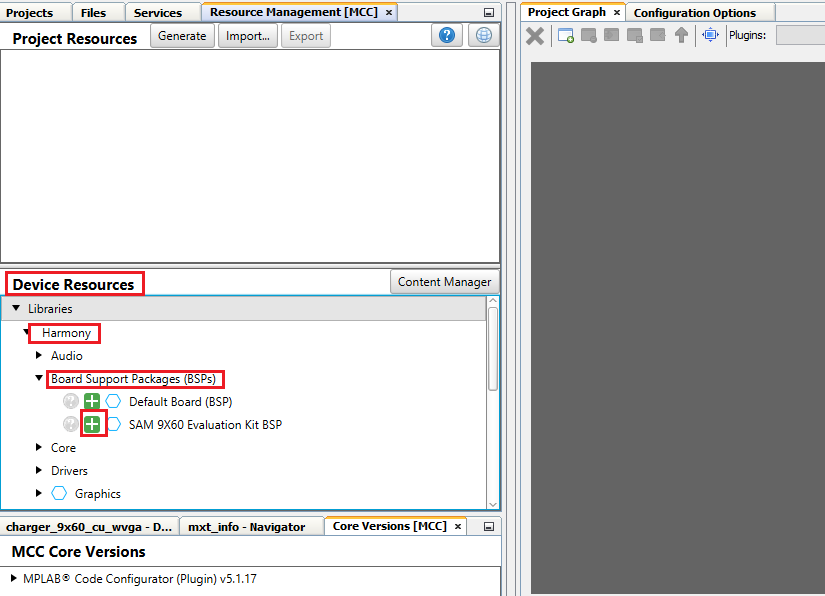 Projects Files Services Resource Management [MCC] ×
Project Resources Generate Import... Export ?
Device Resources Content Manager
Libraries
Harmony
Audio
Board Support Packages (BSPs)
? Default Board (BSP)
? SAM 9X60 Evaluation Kit BSP
Core
Drivers
Graphics
charger_9x60_cu_wvga - D... mxt_info - Navigator Core Versions [MCC] ×
MCC Core Versions
MPLAB® Code Configurator (Plugin) v5.1.17
Project Graph × Configuration Options
Plugins: